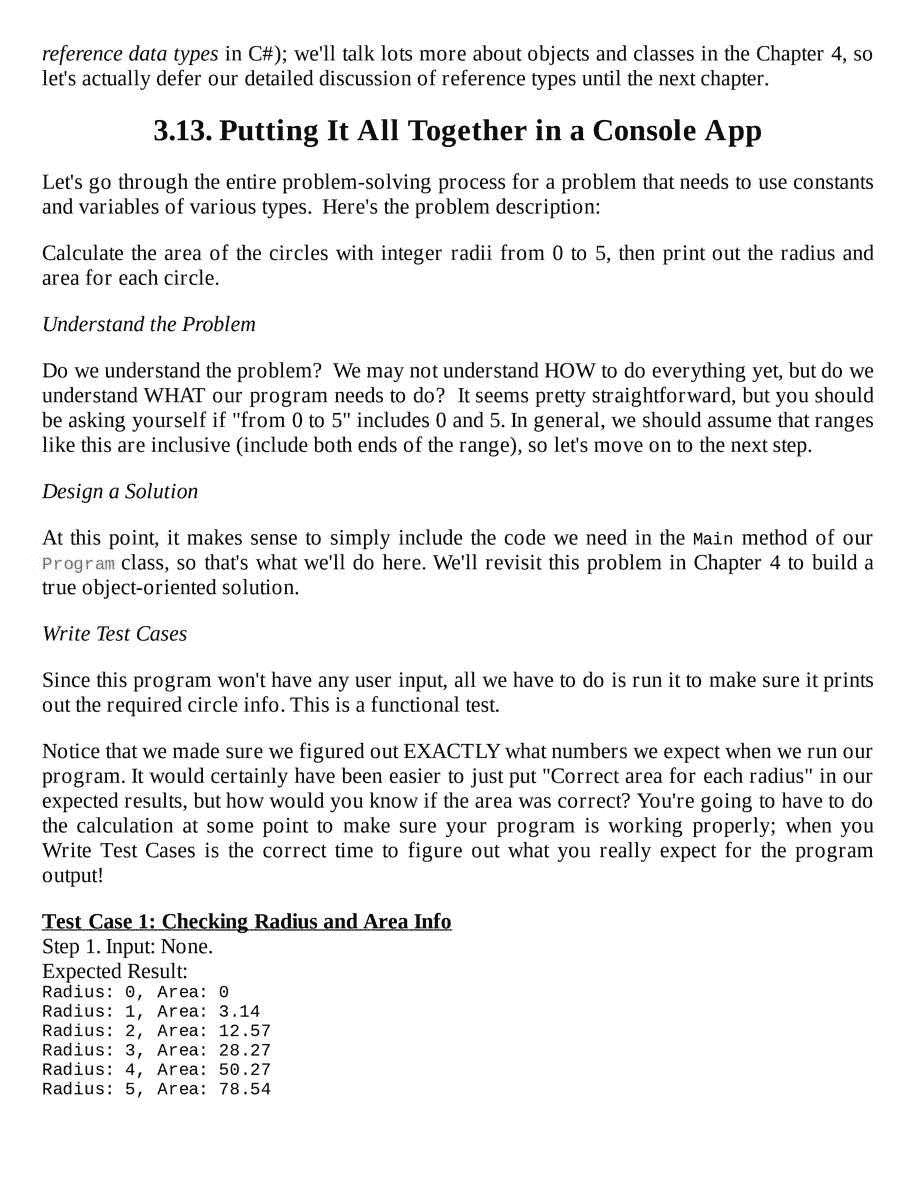 reference data types in C#); we'll talk lots more about objects and classes in the Chapter 4, so
let's actually defer our detailed discussion of reference types until the next chapter.
3.13. Putting It All Together in a Console App
Let's go through the entire problem-solving process for a problem that needs to use constants
and variables of various types.  Here's the problem description:
Calculate the area of the circles with integer radii from 0 to 5, then print out the radius and
area for each circle.
Understand the Problem
Do we understand the problem?  We may not understand HOW to do everything yet, but do we
understand WHAT our program needs to do?  It seems pretty straightforward, but you should
be asking yourself if "from 0 to 5" includes 0 and 5. In general, we should assume that ranges
like this are inclusive (include both ends of the range), so let's move on to the next step.
Design a Solution
At this point, it makes sense to simply include the code we need in the Main method of our
Program class, so that's what we'll do here. We'll revisit this problem in Chapter 4 to build a
true object-oriented solution.
Write Test Cases
Since this program won't have any user input, all we have to do is run it to make sure it prints
out the required circle info. This is a functional test.
Notice that we made sure we figured out EXACTLY what numbers we expect when we run our
program. It would certainly have been easier to just put "Correct area for each radius" in our
expected results, but how would you know if the area was correct? You're going to have to do
the calculation at some point to make sure your program is working properly; when you
Write Test Cases is the correct time to figure out what you really expect for the program
output!
Test Case 1: Checking Radius and Area Info
Step 1. Input: None.
Expected Result:
Radius: 0, Area: 0
Radius: 1, Area: 3.14
Radius: 2, Area: 12.57
Radius: 3, Area: 28.27
Radius: 4, Area: 50.27
Radius: 5, Area: 78.54